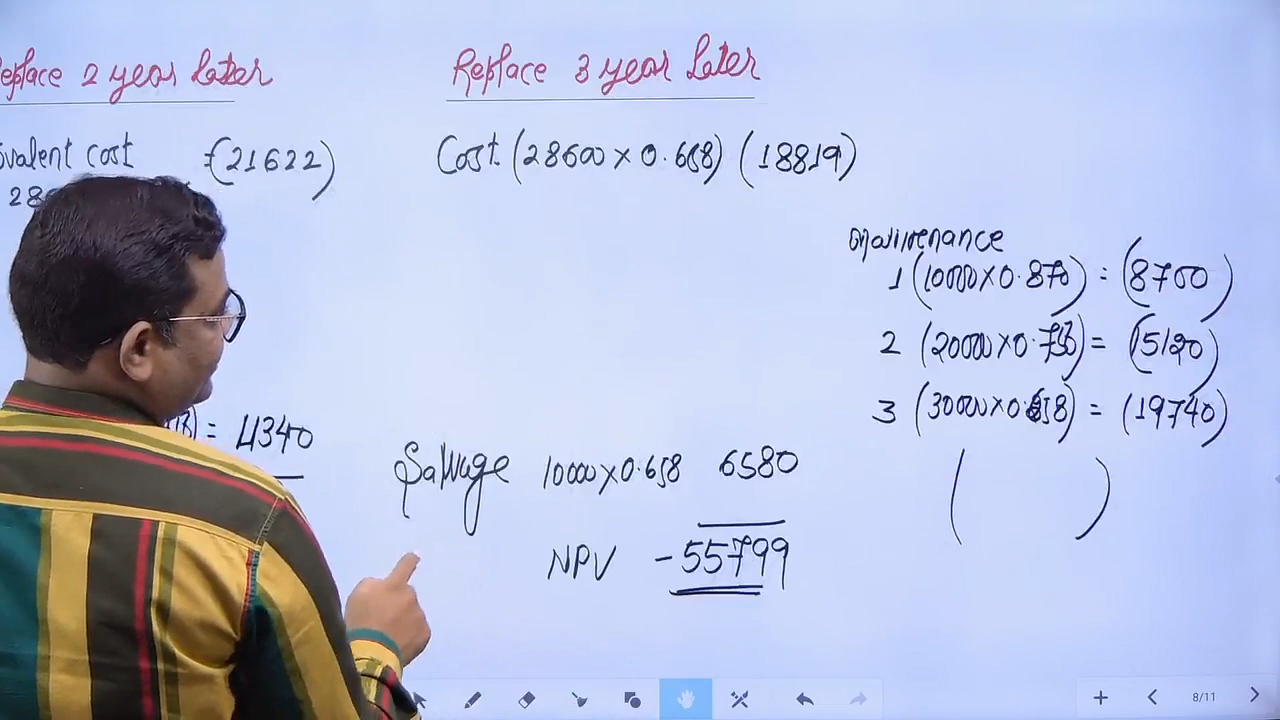 eplace 2 year Later
Replace 3 year Later
ivalent cost (21622)
28
Cost. (28600 × 0.658) (18819)
maintenance
1 (10000 × 0.870) = (8700)
2 (20000 × 0.756) = (15120)
3 (30000 × 0.658) = (19740)
= 4340
Salvage 10000 × 0.658 6580
( )
NPV - 55799
8/11